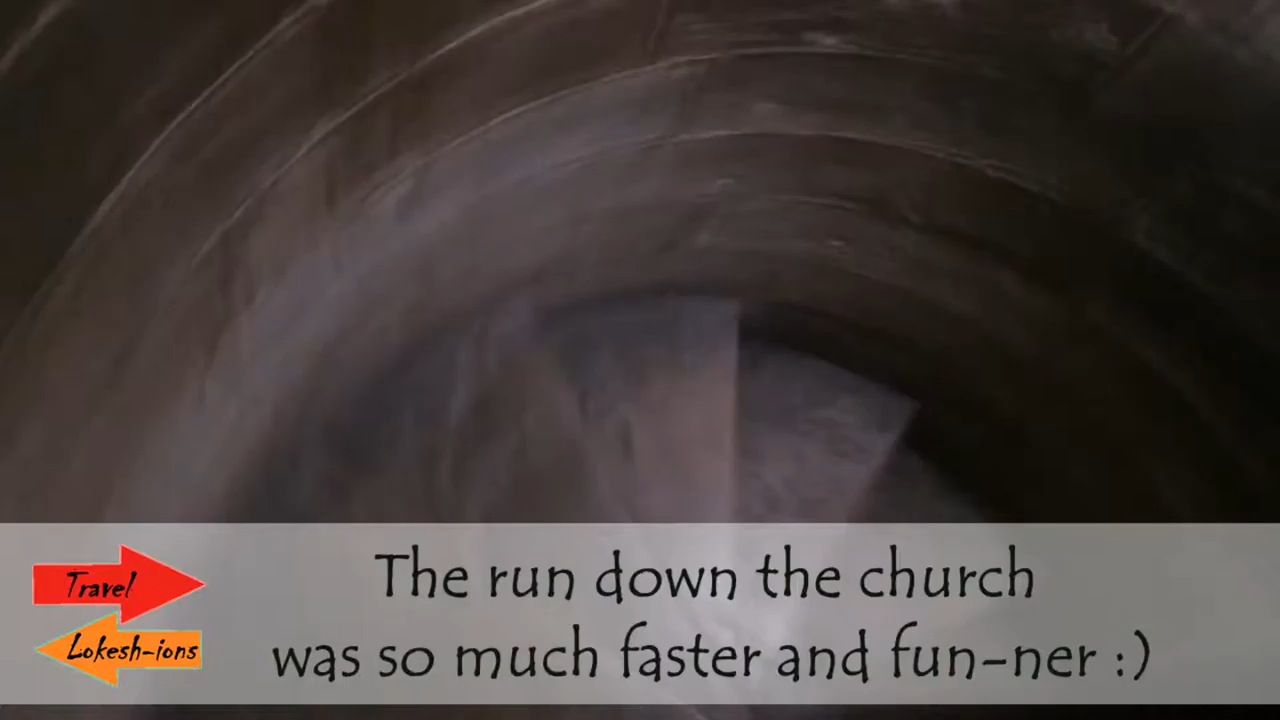 Travel
Lokesh-ions
The run down the church
was so much faster and fun-ner :)